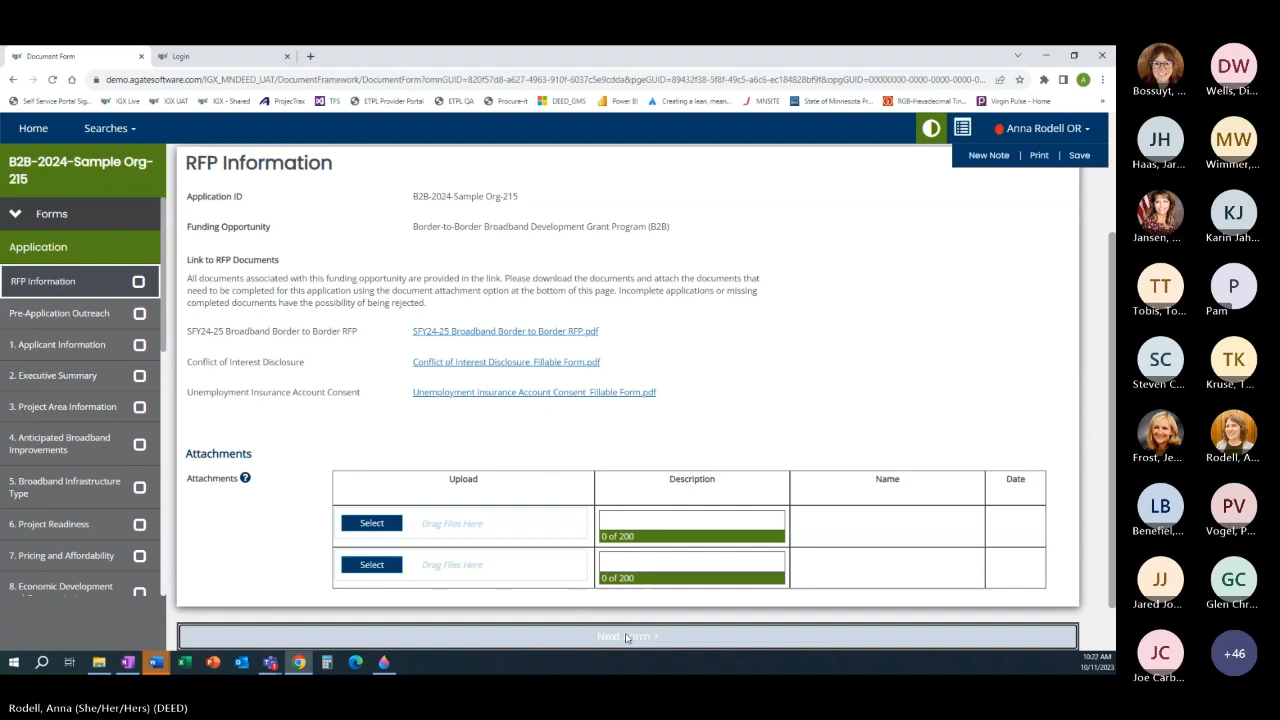 Document Form
Login
demo.agatesoftware.com/IGX_MNDEED_UAT/DocumentFramework/DocumentForm?omnGUID=820f57d8-a627-4963-910f-6037c5e9cdda&pgeGUID=89432f38-5f8f-49c5-a6c6-ec184828bf9f&opgGUID=00000000-0000-0000-0000-0...
Self Service Portal Sig...
IGX Live
IGX UAT
IGX - Shared
ProjecTrax
TFS
ETPL Provider Portal
ETPL QA
Procure-it
DEED_GMS
Power BI
Creating a lean, mean...
MNSITE
State of Minnesota Pr...
RGB-Hexadecimal Tin...
Virgin Pulse - Home
Home
Searches
Anna Rodell OR
New Note | Print | Save
B2B-2024-Sample Org-
215
Forms
Application
RFP Information
Pre-Application Outreach
1. Applicant Information
2. Executive Summary
3. Project Area Information
4. Anticipated Broadband
Improvements
5. Broadband Infrastructure
Type
6. Project Readiness
7. Pricing and Affordability
8. Economic Development
RFP Information
Application ID
B2B-2024-Sample Org-215
Funding Opportunity
Border-to-Border Broadband Development Grant Program (B2B)
Link to RFP Documents
All documents associated with this funding opportunity are provided in the link. Please download the documents and attach the documents that
need to be completed for this application using the document attachment option at the bottom of this page. Incomplete applications or missing
completed documents have the possibility of being rejected.
SFY24-25 Broadband Border to Border RFP
SFY24-25 Broadband Border to Border RFP.pdf
Conflict of Interest Disclosure
Conflict of Interest Disclosure_Fillable Form.pdf
Unemployment Insurance Account Consent
Unemployment Insurance Account Consent_Fillable Form.pdf
Attachments
Attachments ?
Upload
Description
Name
Date
Select
Drag Files Here
0 of 200
Select
Drag Files Here
0 of 200
Next Form >
10:22 AM
10/11/2023
Bossuyt, ...
DW
Wells, Di...
JH
Haas, Jar...
MW
Wimmer,...
Jansen, ...
KJ
Karin Jah...
TT
Tobis, To...
P
Pam
SC
Steven C...
TK
Kruse, T...
Frost, Je...
Rodell, A...
LB
Benefiel,...
PV
Vogel, P...
JJ
Jared Jo...
GC
Glen Chr...
JC
Joe Carb...
+46
Rodell, Anna (She/Her/Hers) (DEED)